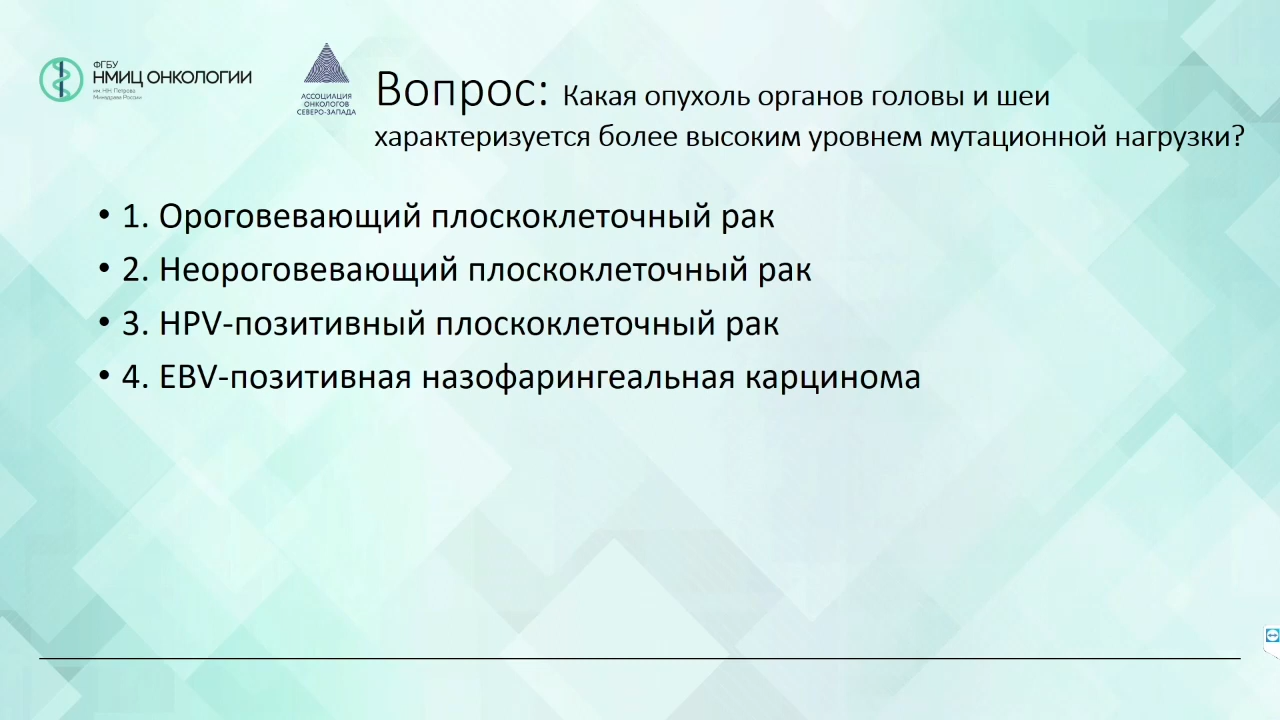 ФГБУ
НМИЦ ОНКОЛОГИИ
им. Н.Н. Петрова
Минздрава России
АССОЦИАЦИЯ
ОНКОЛОГОВ
СЕВЕРО-ЗАПАДА
Вопрос: Какая опухоль органов головы и шеи
характеризуется более высоким уровнем мутационной нагрузки?
• 1. Ороговевающий плоскоклеточный рак
• 2. Неороговевающий плоскоклеточный рак
• 3. HPV-позитивный плоскоклеточный рак
• 4. EBV-позитивная назофарингеальная карцинома